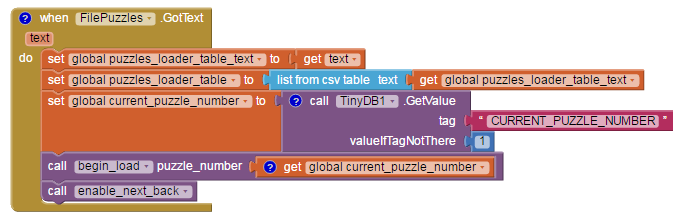 ? when FilePuzzles .GotText
text
do set global puzzles_loader_table_text to get text
set global puzzles_loader_table to list from csv table text get global puzzles_loader_table_text
set global current_puzzle_number to ? call TinyDB1 .GetValue
tag " CURRENT_PUZZLE_NUMBER "
valueIfTagNotThere 1
call begin_load puzzle_number ? get global current_puzzle_number
call enable_next_back